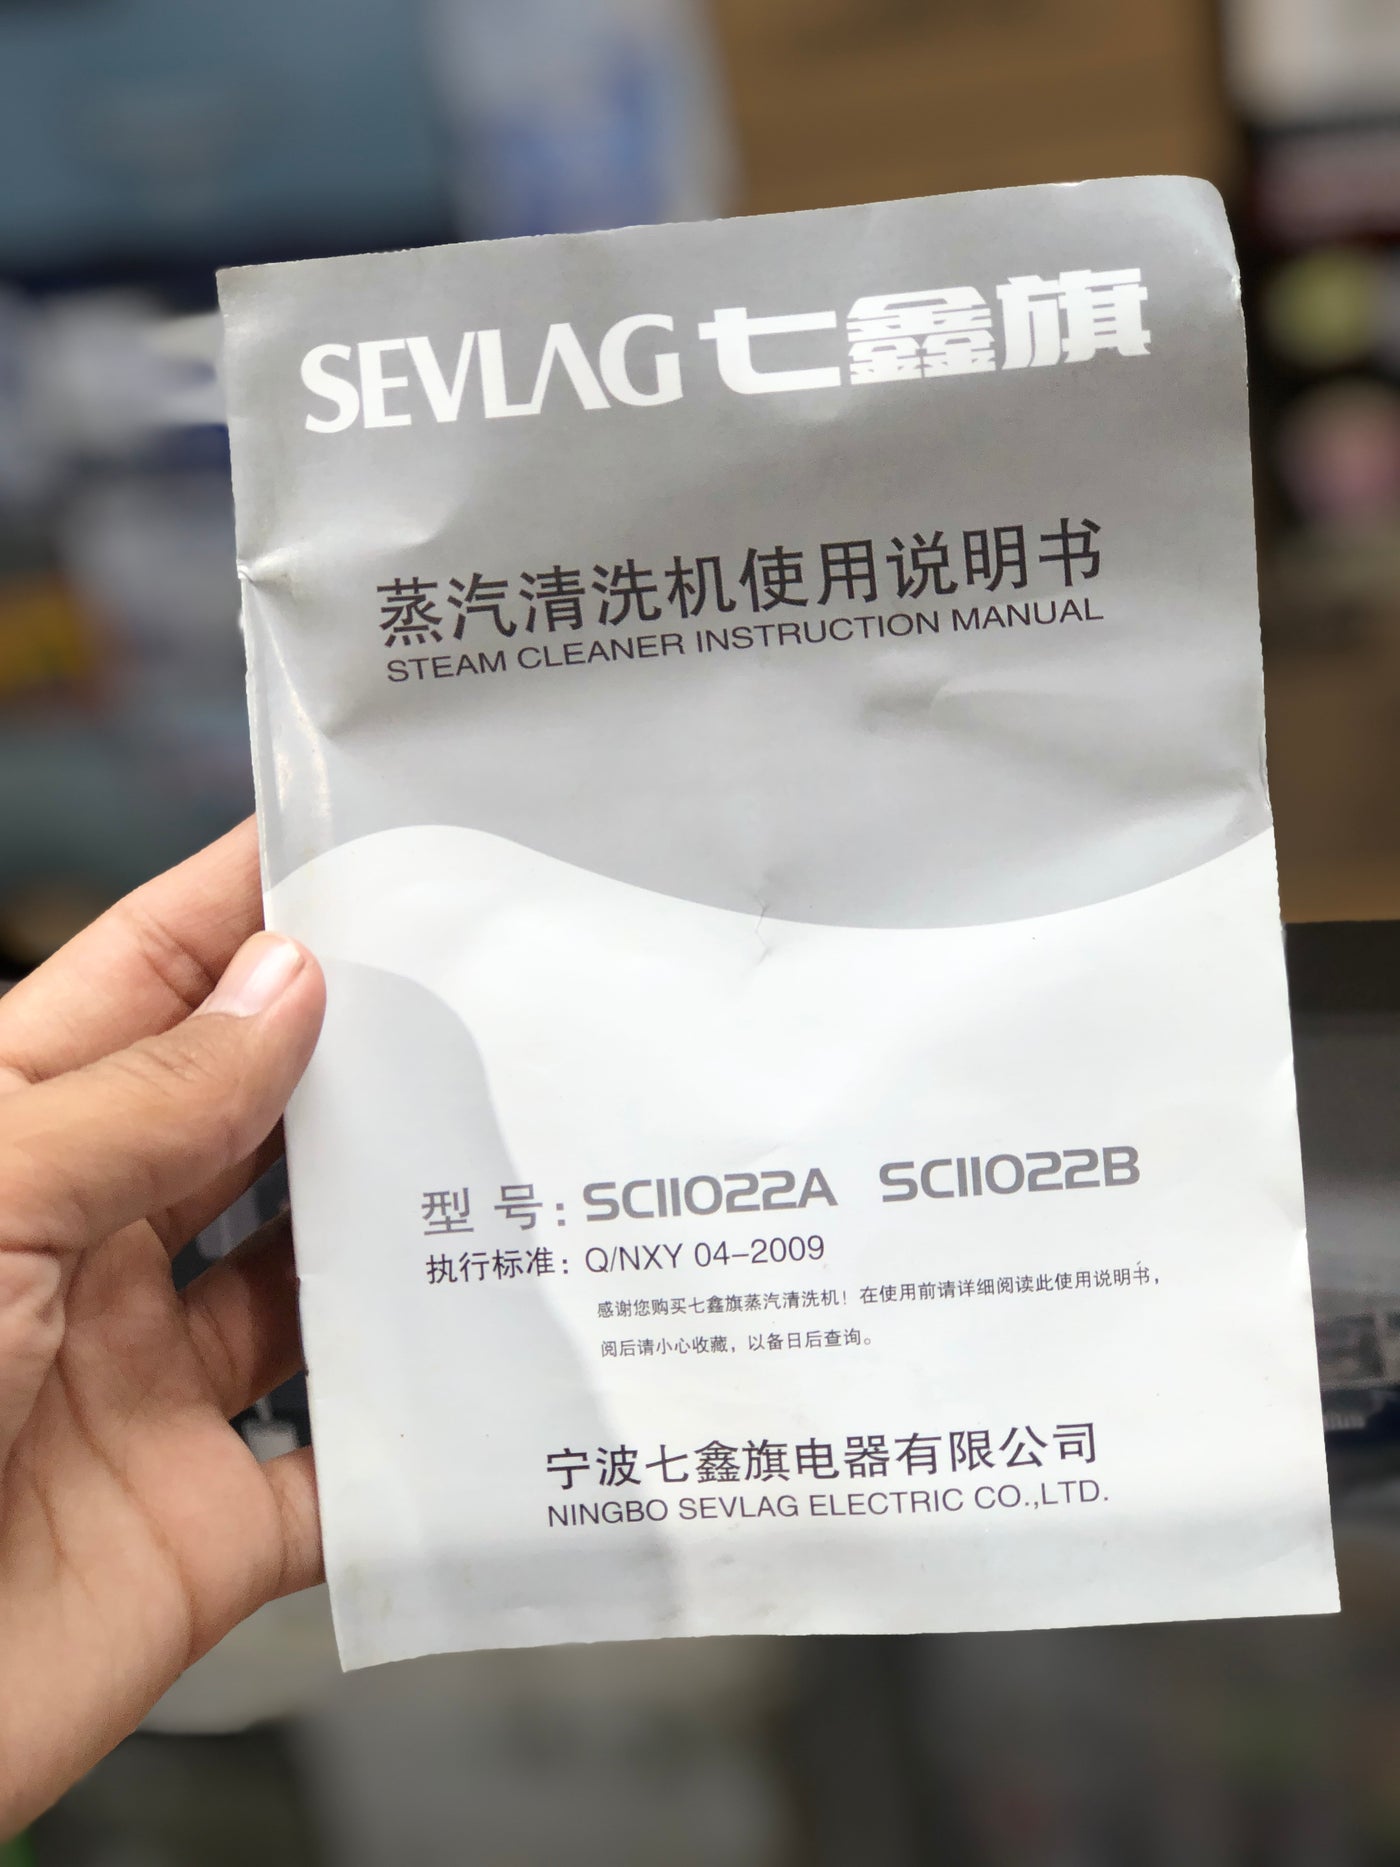 SEVLAG 七鑫旗
蒸汽清洗机使用说明书
STEAM CLEANER INSTRUCTION MANUAL
型 号: SC11022A SC11022B
执行标准: Q/NXY 04-2009
感谢您购买七鑫旗蒸汽清洗机！在使用前请详细阅读此使用说明书，
阅后请小心收藏，以备日后查询。
宁波七鑫旗电器有限公司
NINGBO SEVLAG ELECTRIC CO.,LTD.